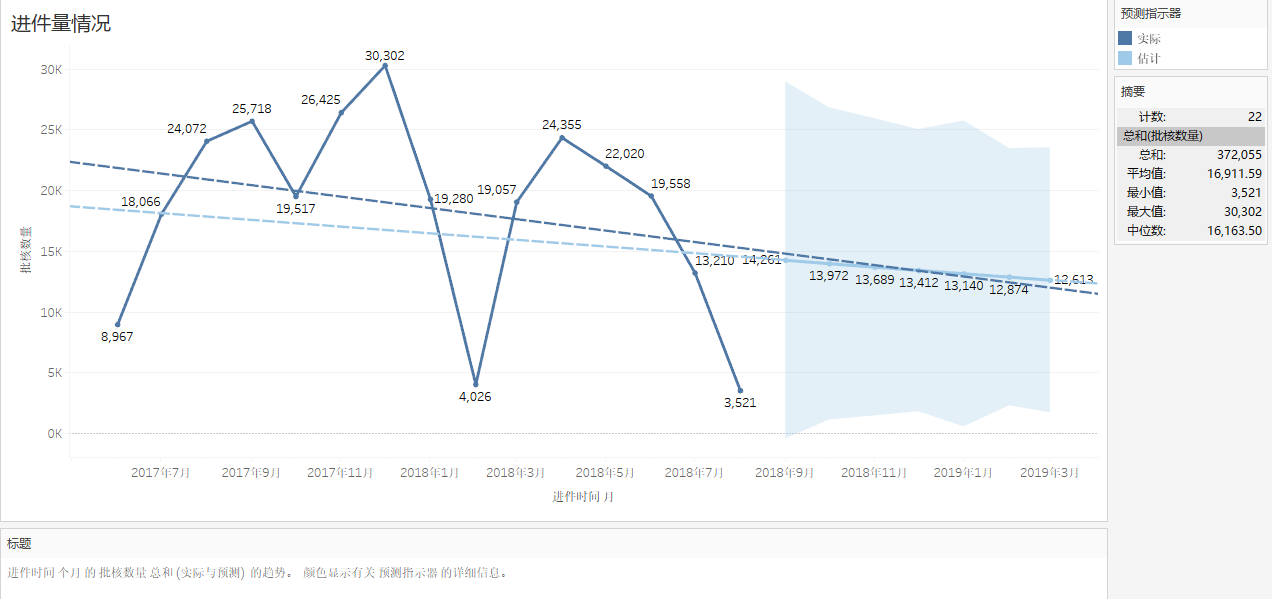 进件量情况
预测指示器
实际
估计
摘要
计数: 22
总和(批核数量)
总和: 372,055
平均值: 16,911.59
最小值: 3,521
最大值: 30,302
中位数: 16,163.50
批核数量
30K
25K
20K
15K
10K
5K
0K
8,967
18,066
24,072
25,718
19,517
26,425
30,302
19,280
4,026
19,057
24,355
22,020
19,558
13,210
3,521
14,261
13,972
13,689
13,412
13,140
12,874
12,613
2017年7月
2017年9月
2017年11月
2018年1月
2018年3月
2018年5月
2018年7月
2018年9月
2018年11月
2019年1月
2019年3月
进件时间 月
标题
进件时间 个月 的 批核数量 总和 (实际与预测) 的趋势。 颜色显示有关 预测指示器 的详细信息。